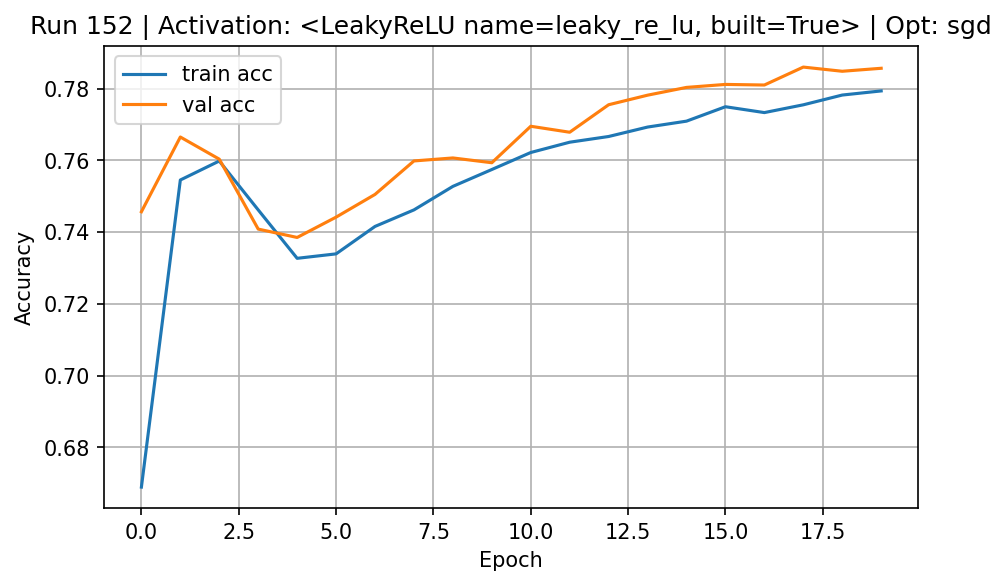 Run 152 | Activation: <LeakyReLU name=leaky_re_lu, built=True> | Opt: sgd
train acc
val acc
0.78
0.76
0.74
0.72
0.70
0.68
Accuracy
0.0 2.5 5.0 7.5 10.0 12.5 15.0 17.5
Epoch